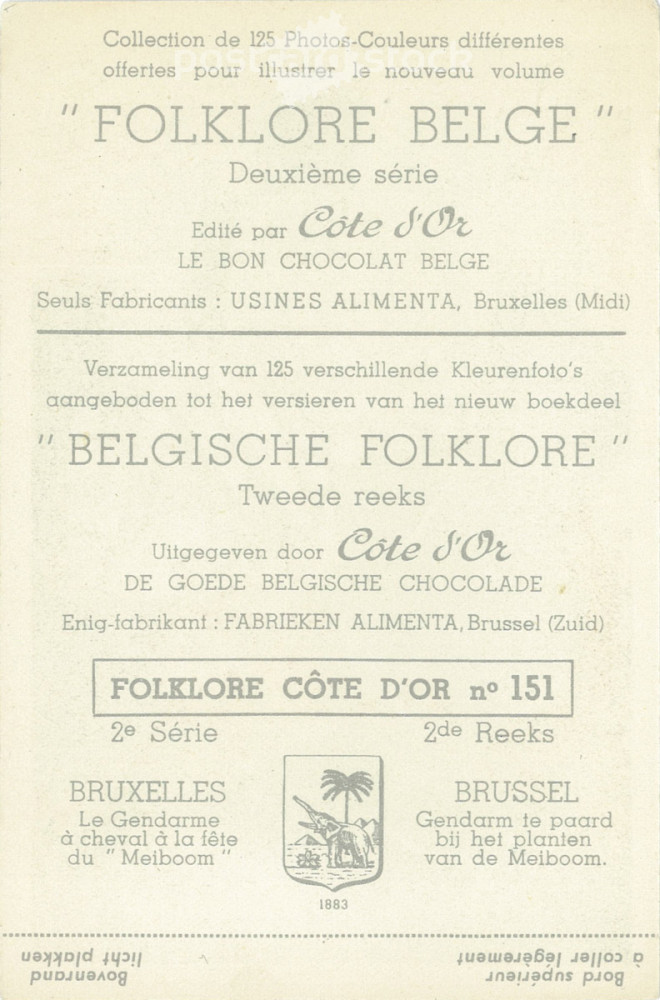 Collection de 125 Photos-Couleurs différentes
offertes pour illustrer le nouveau volume
" FOLKLORE BELGE "
Deuxième série
Edité par Côte d'Or
LE BON CHOCOLAT BELGE
Seuls Fabricants : USINES ALIMENTA, Bruxelles (Midi)
Verzameling van 125 verschillende Kleurenfoto's
aangeboden tot het versieren van het nieuw boekdeel
" BELGISCHE FOLKLORE "
Tweede reeks
Uitgegeven door Côte d'Or
DE GOEDE BELGISCHE CHOCOLADE
Enig-fabrikant : FABRIEKEN ALIMENTA, Brussel (Zuid)
FOLKLORE CÔTE D'OR nº 151
2e Série
2de Reeks
BRUXELLES
Le Gendarme
à cheval à la fête
du " Meiboom "
BRUSSEL
Gendarm te paard
bij het planten
van de Meiboom.
1883
Bord supérieur
à coller légèrement
Bovenrand
licht plakken